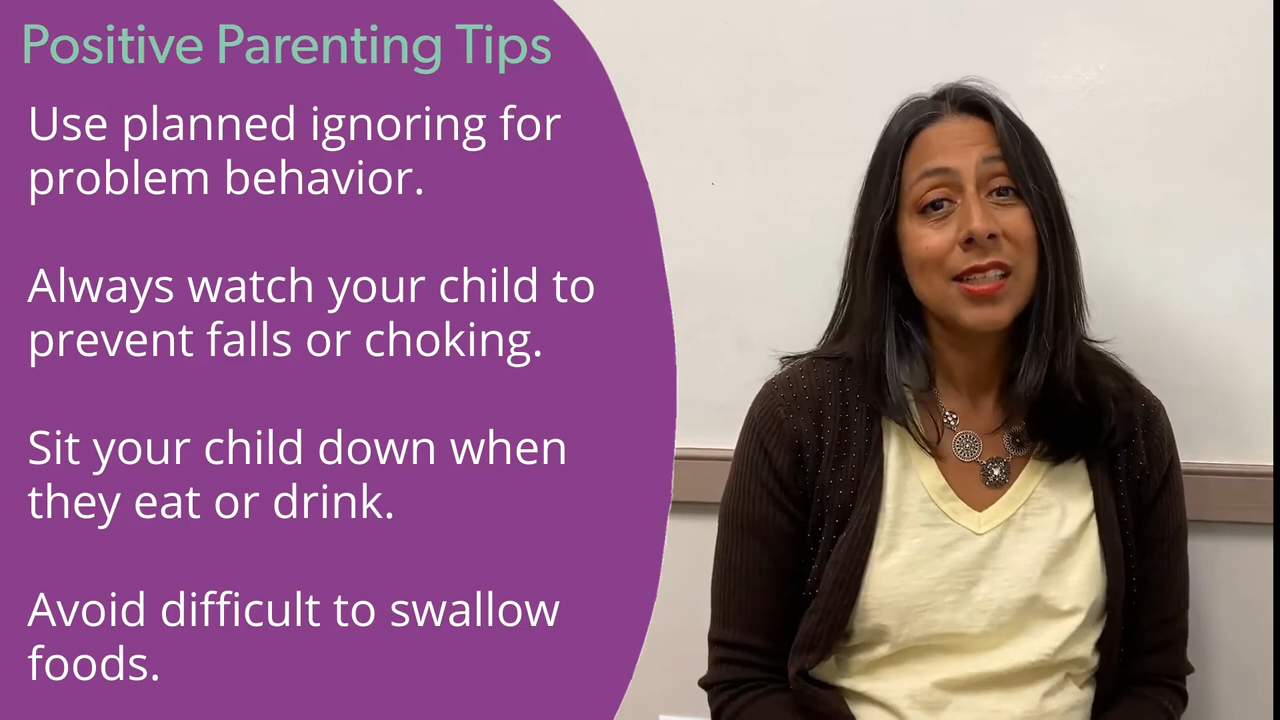 Positive Parenting Tips
Use planned ignoring for
problem behavior.
Always watch your child to
prevent falls or choking.
Sit your child down when
they eat or drink.
Avoid difficult to swallow
foods.